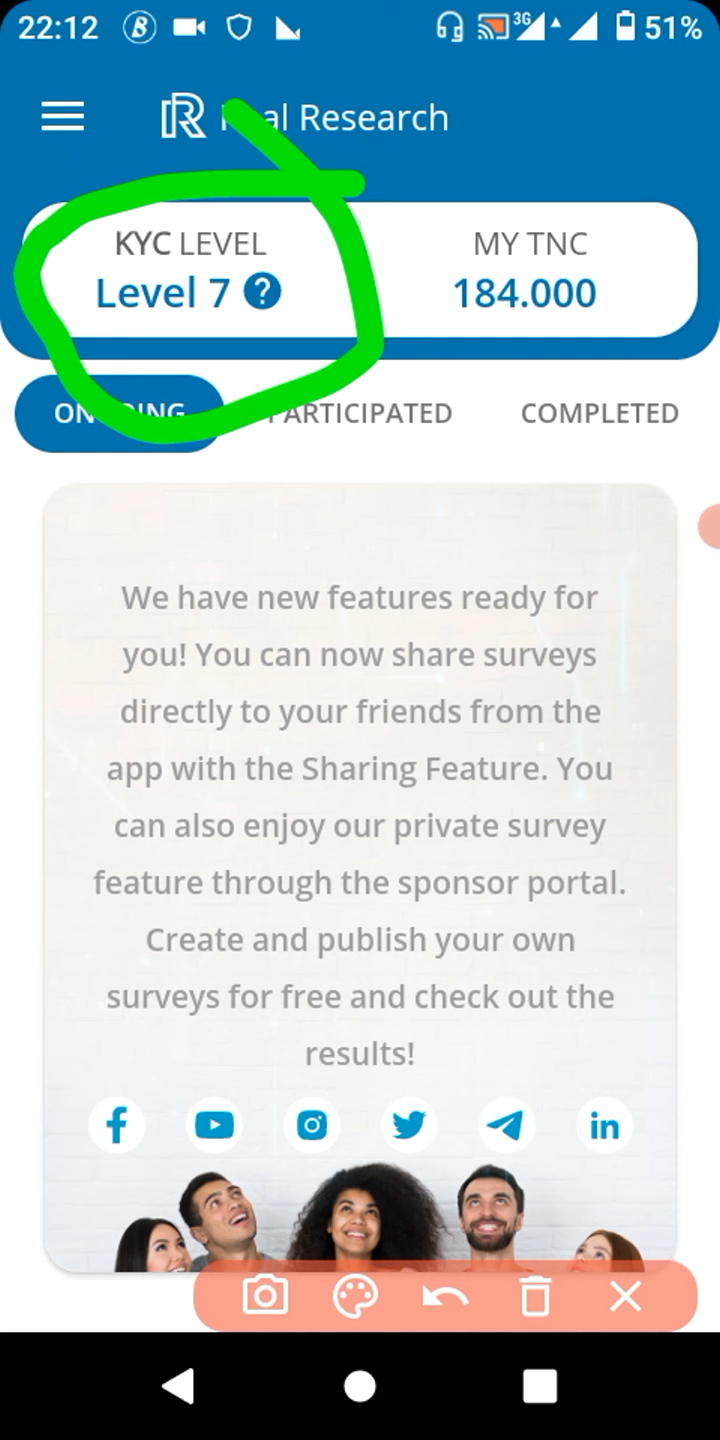 22:12
3G
51%
Research
KYC LEVEL
MY TNC
Level 7 ?
184.000
PARTICIPATED
COMPLETED
We have new features ready for
you! You can now share surveys
directly to your friends from the
app with the Sharing Feature. You
can also enjoy our private survey
feature through the sponsor portal.
Create and publish your own
surveys for free and check out the
results!